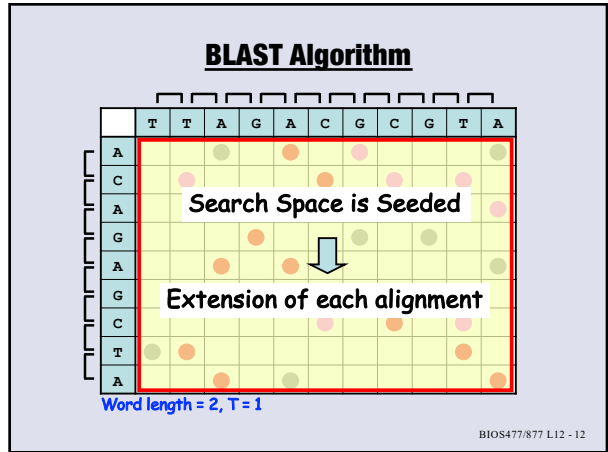 BLAST Algorithm
T T A G A C G C G T A
A
C
A
Search Space is Seeded
G
A
G
Extension of each alignment
C
T
A
Word length = 2, T = 1
BIOS477/877 L12 - 12